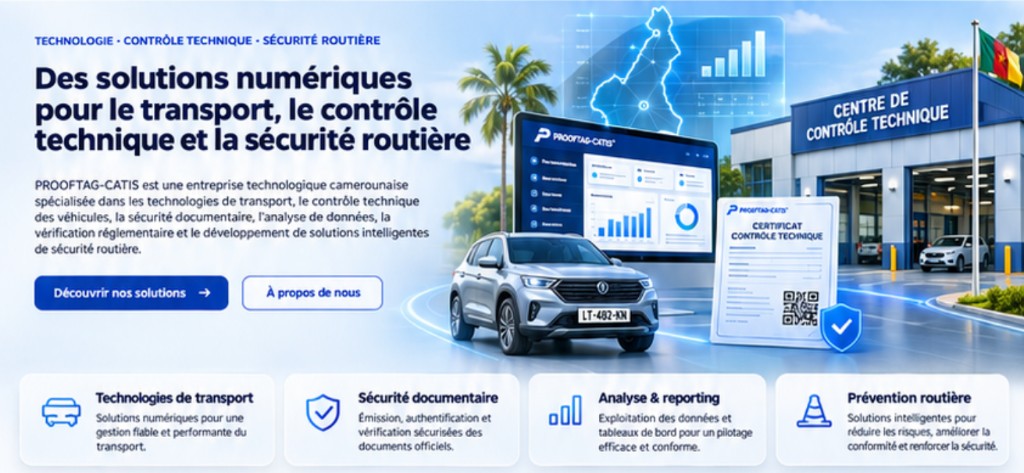 TECHNOLOGIE • CONTRÔLE TECHNIQUE • SÉCURITÉ ROUTIÈRE
Des solutions numériques
pour le transport, le contrôle
technique et la sécurité routière
PROOFTAG-CATIS est une entreprise technologique camerounaise
spécialisée dans les technologies de transport, le contrôle technique
des véhicules, la sécurité documentaire, l'analyse de données, la
vérification réglementaire et le développement de solutions intelligentes
de sécurité routière.
Découvrir nos solutions →
À propos de nous
PROOFTAG-CATIS
CENTRE DE
CONTRÔLE TECHNIQUE
PROOFTAG-CATIS
CERTIFICAT
CONTRÔLE TECHNIQUE
LT-482-KN
Technologies de transport
Solutions numériques pour une
gestion fiable et performante du
transport.
Sécurité documentaire
Émission, authentification et
vérification sécurisées des
documents officiels.
Analyse & reporting
Exploitation des données et
tableaux de bord pour un pilotage
efficace et conforme.
Prévention routière
Solutions intelligentes pour
réduire les risques, améliorer la
conformité et renforcer la sécurité.